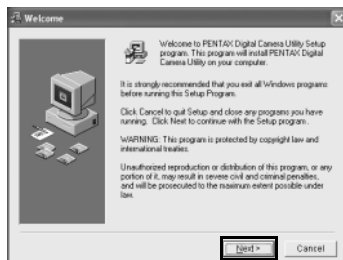 Welcome
Welcome to PENTAX Digital Camera Utility Setup
program. This program will install PENTAX Digital
Camera Utility on your computer.
It is strongly recommended that you exit all Windows programs
before running this Setup Program.
Click Cancel to quit Setup and close any programs you have
running. Click Next to continue with the Setup program.
WARNING: This program is protected by copyright law and
international treaties.
Unauthorized reproduction or distribution of this program, or any
portion of it, may result in severe civil and criminal penalties,
and will be prosecuted to the maximum extent possible under
law.
Next >
Cancel